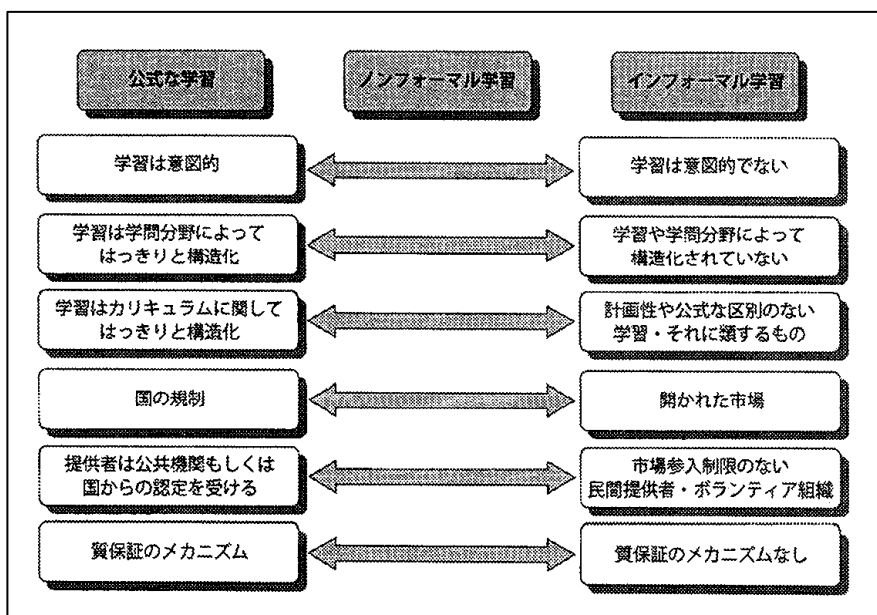 公式な学習
ノンフォーマル学習
インフォーマル学習
学習は意図的
学習は意図的でない
学習は学問分野によって
はっきりと構造化
学習や学問分野によって
構造化されていない
学習はカリキュラムに関して
はっきりと構造化
計画性や公式な区別のない
学習・それに類するもの
国の規制
開かれた市場
提供者は公共機関もしくは
国からの認定を受ける
市場参入制限のない
民間提供者・ボランティア組織
質保証のメカニズム
質保証のメカニズムなし